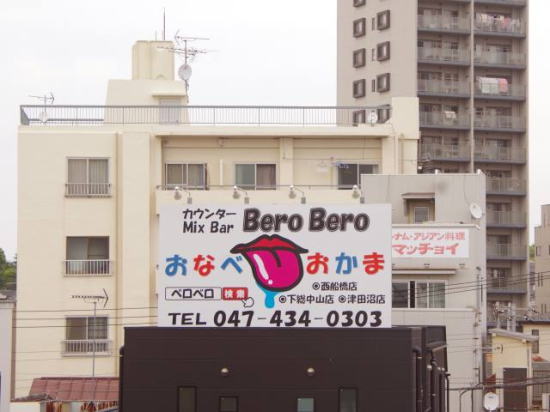 カウンター
Mix Bar
Bero Bero
おなべ おかま
ベロベロ 検索
◎西船橋店
◎下総中山店 ◎津田沼店
TEL 047-434-0303
ナム・アジアン料理
マッチョイ